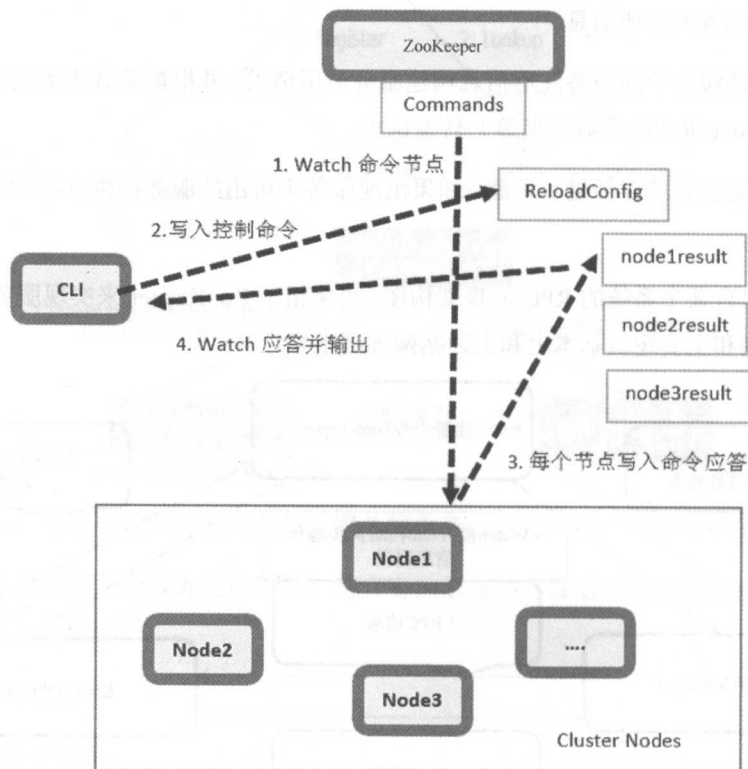 ZooKeeper
Commands
1. Watch 命令节点
ReloadConfig
2.写入控制命令
node1result
CLI
node2result
4. Watch 应答并输出
node3result
3. 每个节点写入命令应答
Node1
Node2
....
Node3
Cluster Nodes